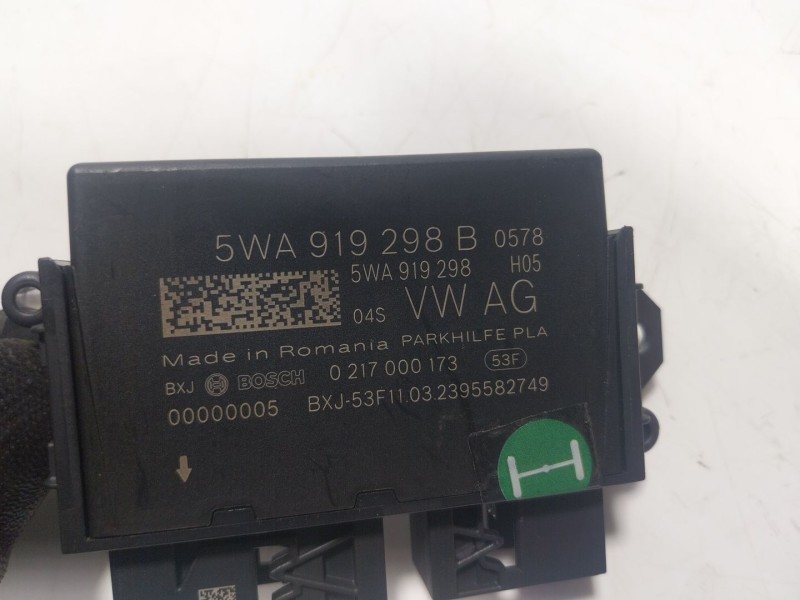 5WA 919 298 B 0578
5WA 919 298 H05
04S VW AG
Made in Romania PARKHILFE PLA
BXJ BOSCH 0 217 000 173 53F
00000005 BXJ-53F11.03.2395582749